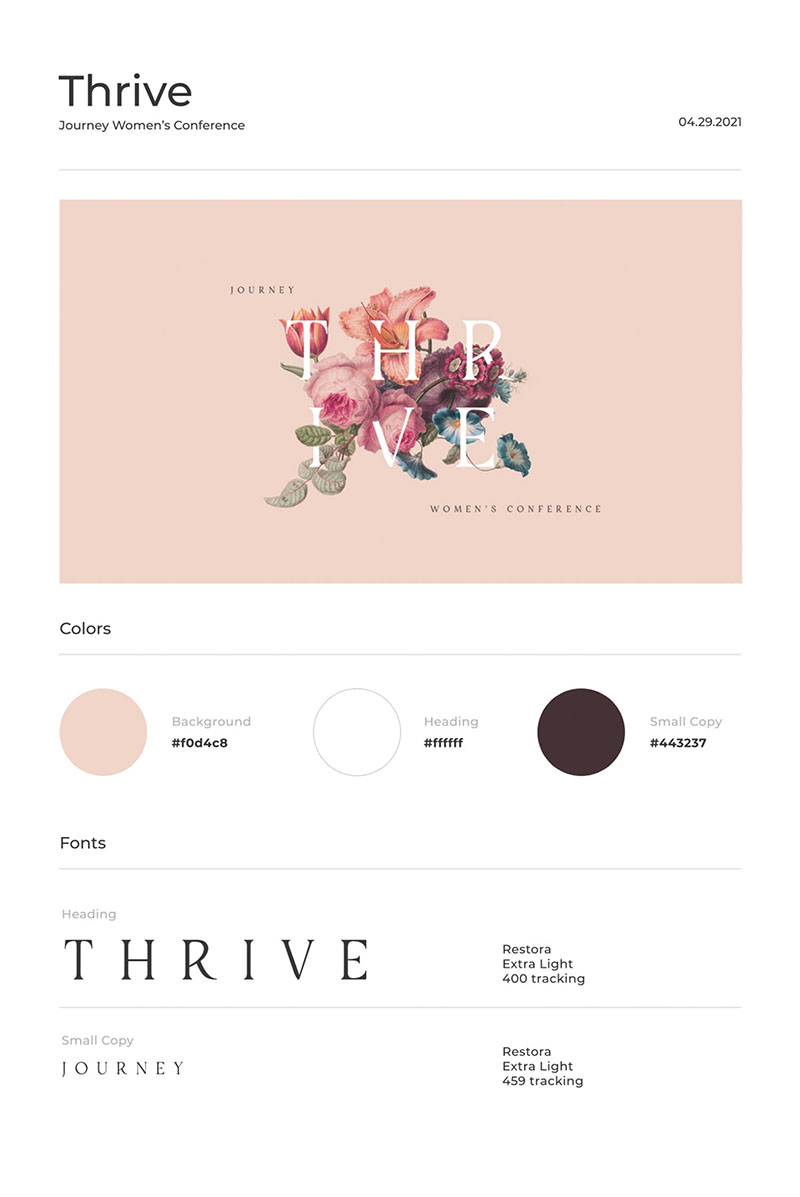 Thrive
Journey Women's Conference
04.29.2021
JOURNEY
THR
IVE
WOMEN'S CONFERENCE
Colors
Background
#f0d4c8
Heading
#ffffff
Small Copy
#443237
Fonts
Heading
THRIVE
Restora
Extra Light
400 tracking
Small Copy
JOURNEY
Restora
Extra Light
459 tracking